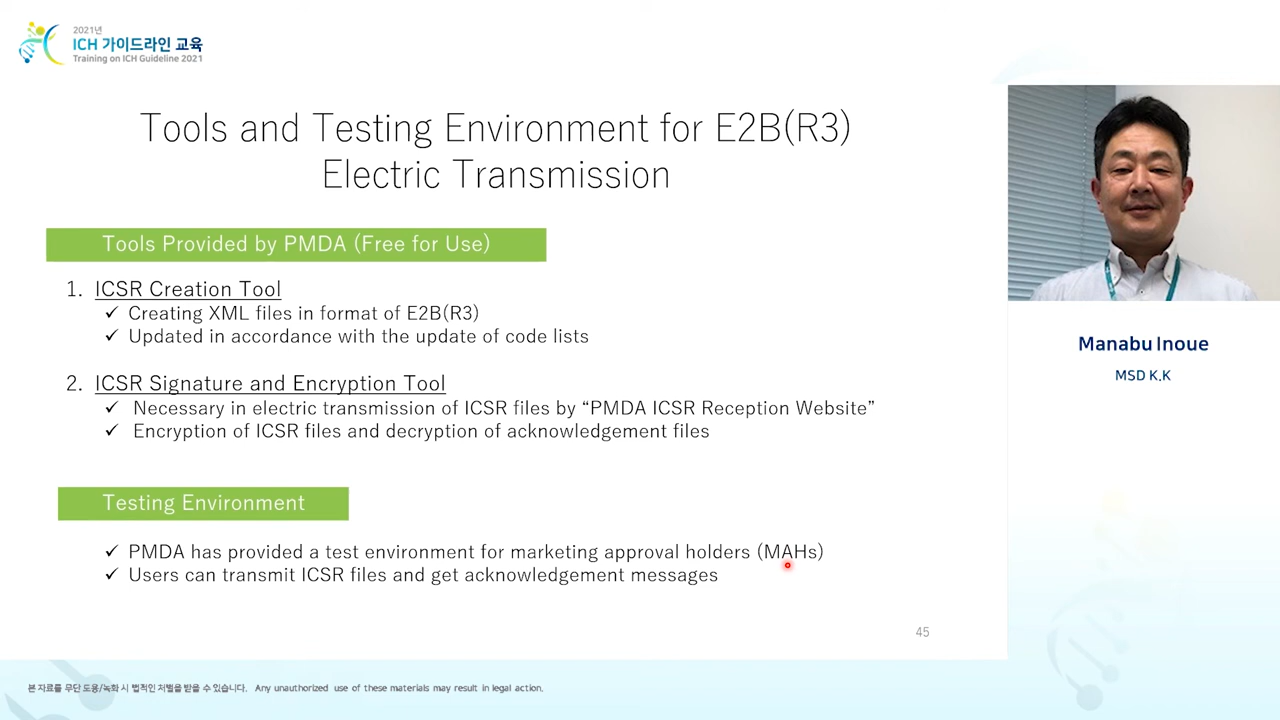 2021년
ICH 가이드라인 교육
Training on ICH Guideline 2021
Tools and Testing Environment for E2B(R3)
Electric Transmission
Tools Provided by PMDA (Free for Use)
1. ICSR Creation Tool
✓ Creating XML files in format of E2B(R3)
✓ Updated in accordance with the update of code lists
2. ICSR Signature and Encryption Tool
✓ Necessary in electric transmission of ICSR files by “PMDA ICSR Reception Website”
✓ Encryption of ICSR files and decryption of acknowledgement files
Testing Environment
✓ PMDA has provided a test environment for marketing approval holders (MAHs)
✓ Users can transmit ICSR files and get acknowledgement messages
45
Manabu Inoue
MSD K.K
본 자료를 무단 도용/녹화 시 법적인 처벌을 받을 수 있습니다. Any unauthorized use of these materials may result in legal action.